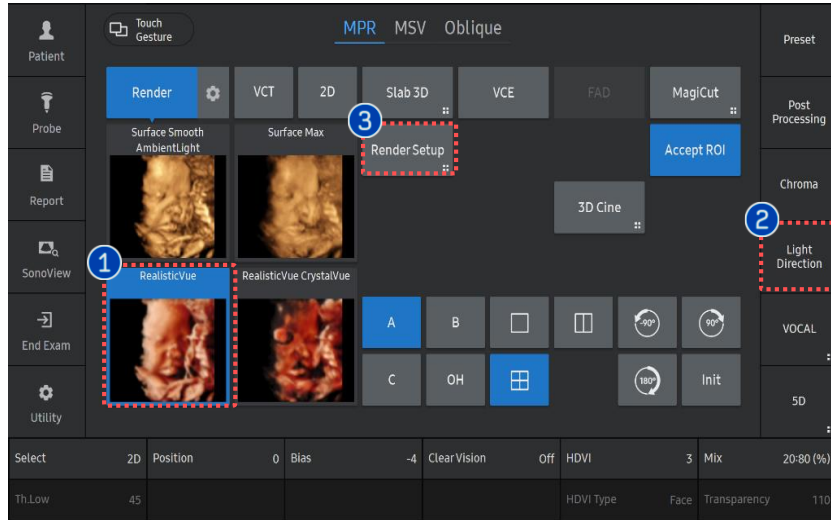 Patient
Probe
Report
SonoView
End Exam
Utility
Touch
Gesture
MPR MSV Oblique
Render VCT 2D Slab 3D VCE FAD MagiCut
Surface Smooth
AmbientLight
Surface Max
3
Render Setup
Accept ROI
3D Cine
1
RealisticVue
RealisticVue CrystalVue
A B -90° 90°
C OH 180° Init
Preset
Post
Processing
Chroma
2
Light
Direction
VOCAL
5D
Select 2D Position 0 Bias -4 ClearVision Off HDVI 3 Mix 20:80 (%)
Th.Low 45 HDVI Type Face Transparency 110